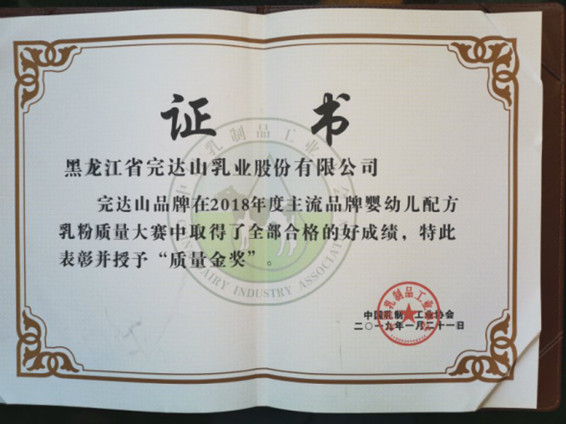 证 书
黑龙江省完达山乳业股份有限公司
完达山品牌在2018年度主流品牌婴幼儿配方
乳粉质量大赛中取得了全部合格的好成绩，特此
表彰并授予“质量金奖”。
中国乳制品工业协会
二〇一九年一月二十一日